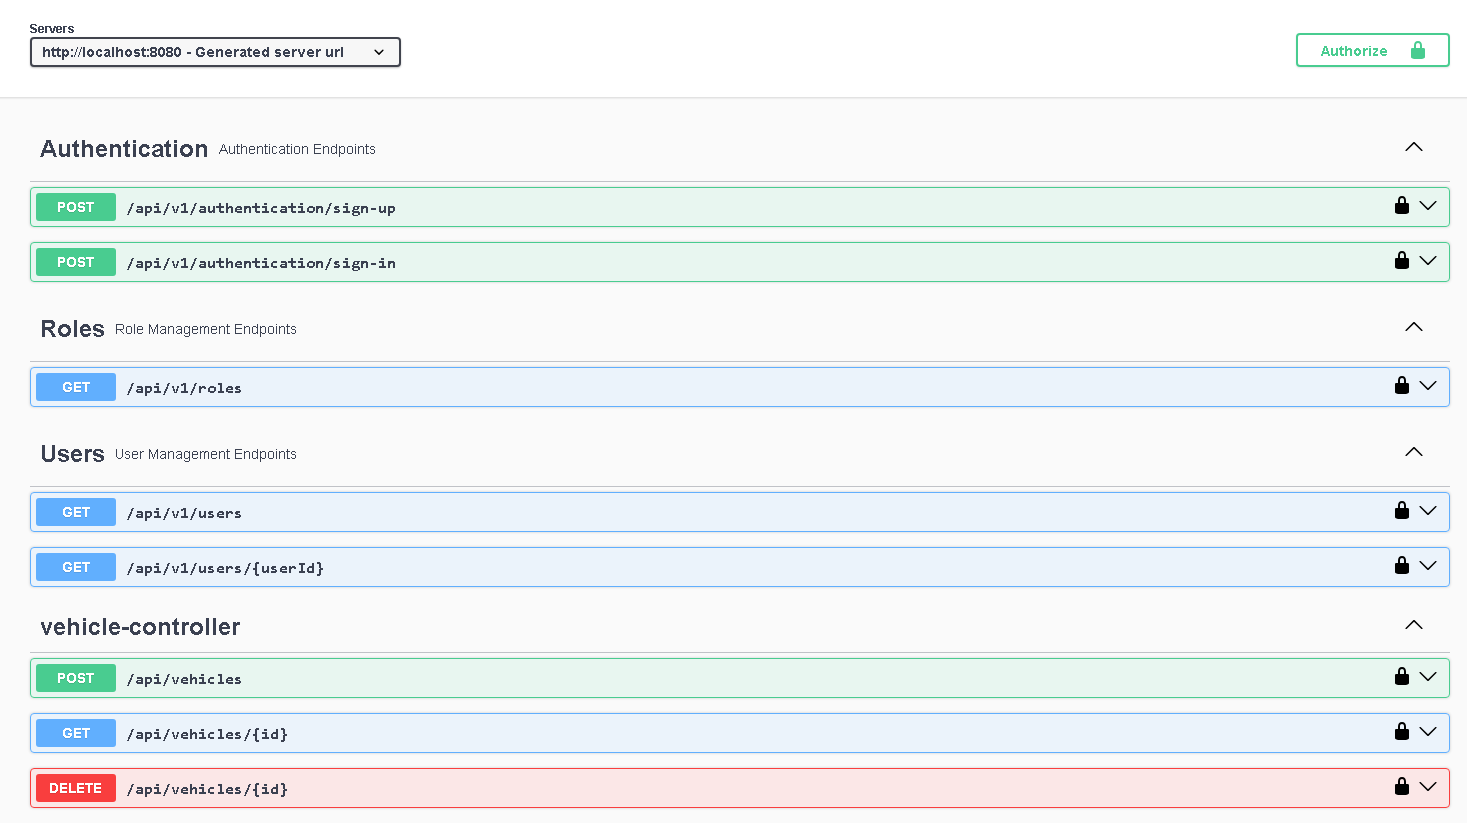 Servers
http://localhost:8080 - Generated server url
Authorize
Authentication Authentication Endpoints
POST /api/v1/authentication/sign-up
POST /api/v1/authentication/sign-in
Roles Role Management Endpoints
GET /api/v1/roles
Users User Management Endpoints
GET /api/v1/users
GET /api/v1/users/{userId}
vehicle-controller
POST /api/vehicles
GET /api/vehicles/{id}
DELETE /api/vehicles/{id}